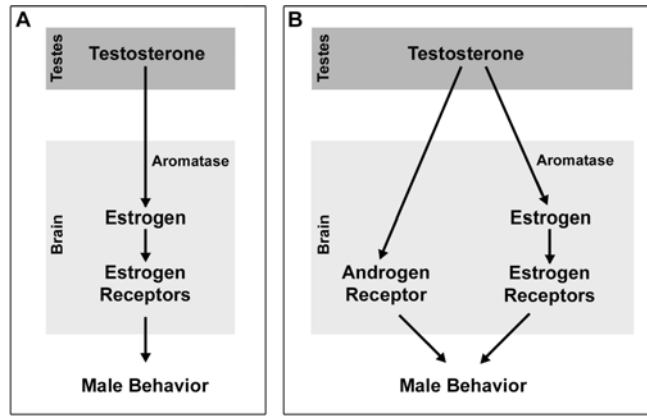 A
Testes
Testosterone
Aromatase
Brain
Estrogen
Estrogen
Receptors
Male Behavior
B
Testes
Testosterone
Aromatase
Brain
Estrogen
Androgen
Receptor
Estrogen
Receptors
Male Behavior